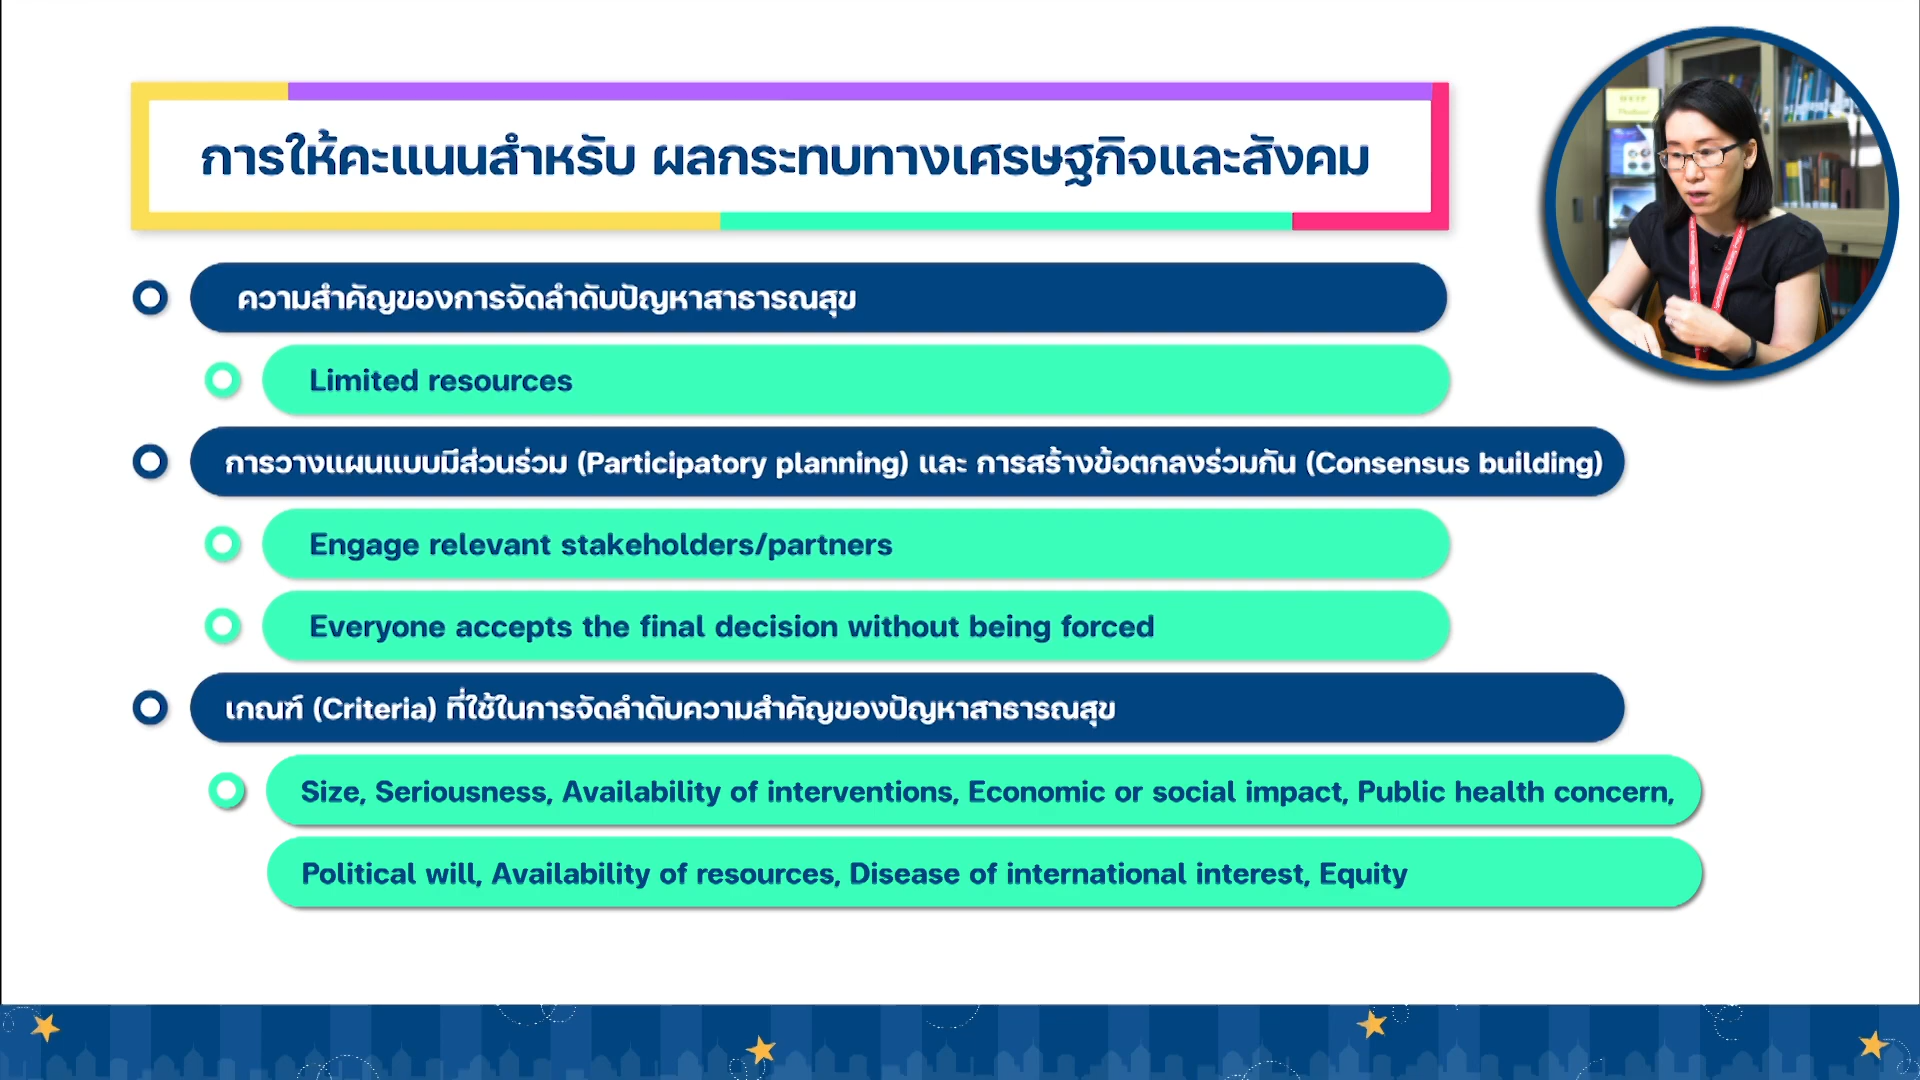 การให้คะแนนสำหรับ ผลกระทบทางเศรษฐกิจและสังคม
ความสำคัญของการจัดลำดับปัญหาสาธารณสุข
Limited resources
การวางแผนแบบมีส่วนร่วม (Participatory planning) และ การสร้างข้อตกลงร่วมกัน (Consensus building)
Engage relevant stakeholders/partners
Everyone accepts the final decision without being forced
เกณฑ์ (Criteria) ที่ใช้ในการจัดลำดับความสำคัญของปัญหาสาธารณสุข
Size, Seriousness, Availability of interventions, Economic or social impact, Public health concern,
Political will, Availability of resources, Disease of international interest, Equity